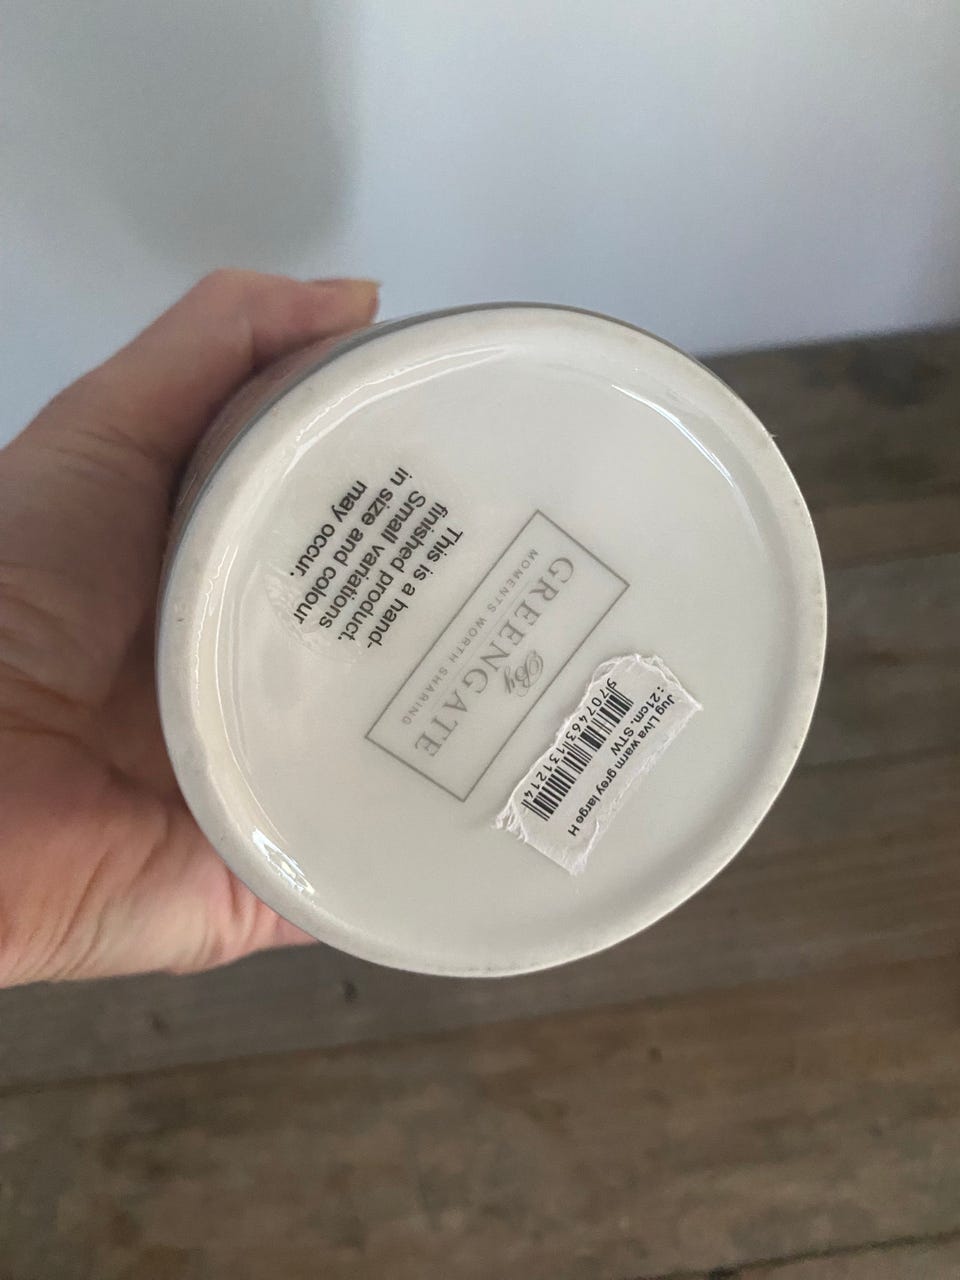 By
GREENGATE
MOMENTS WORTH SHARING
This is a hand-
finished product.
Small variations
in size and colour
may occur.
Jug Liva warm grey large H
: 21cm. STW
5707463131214